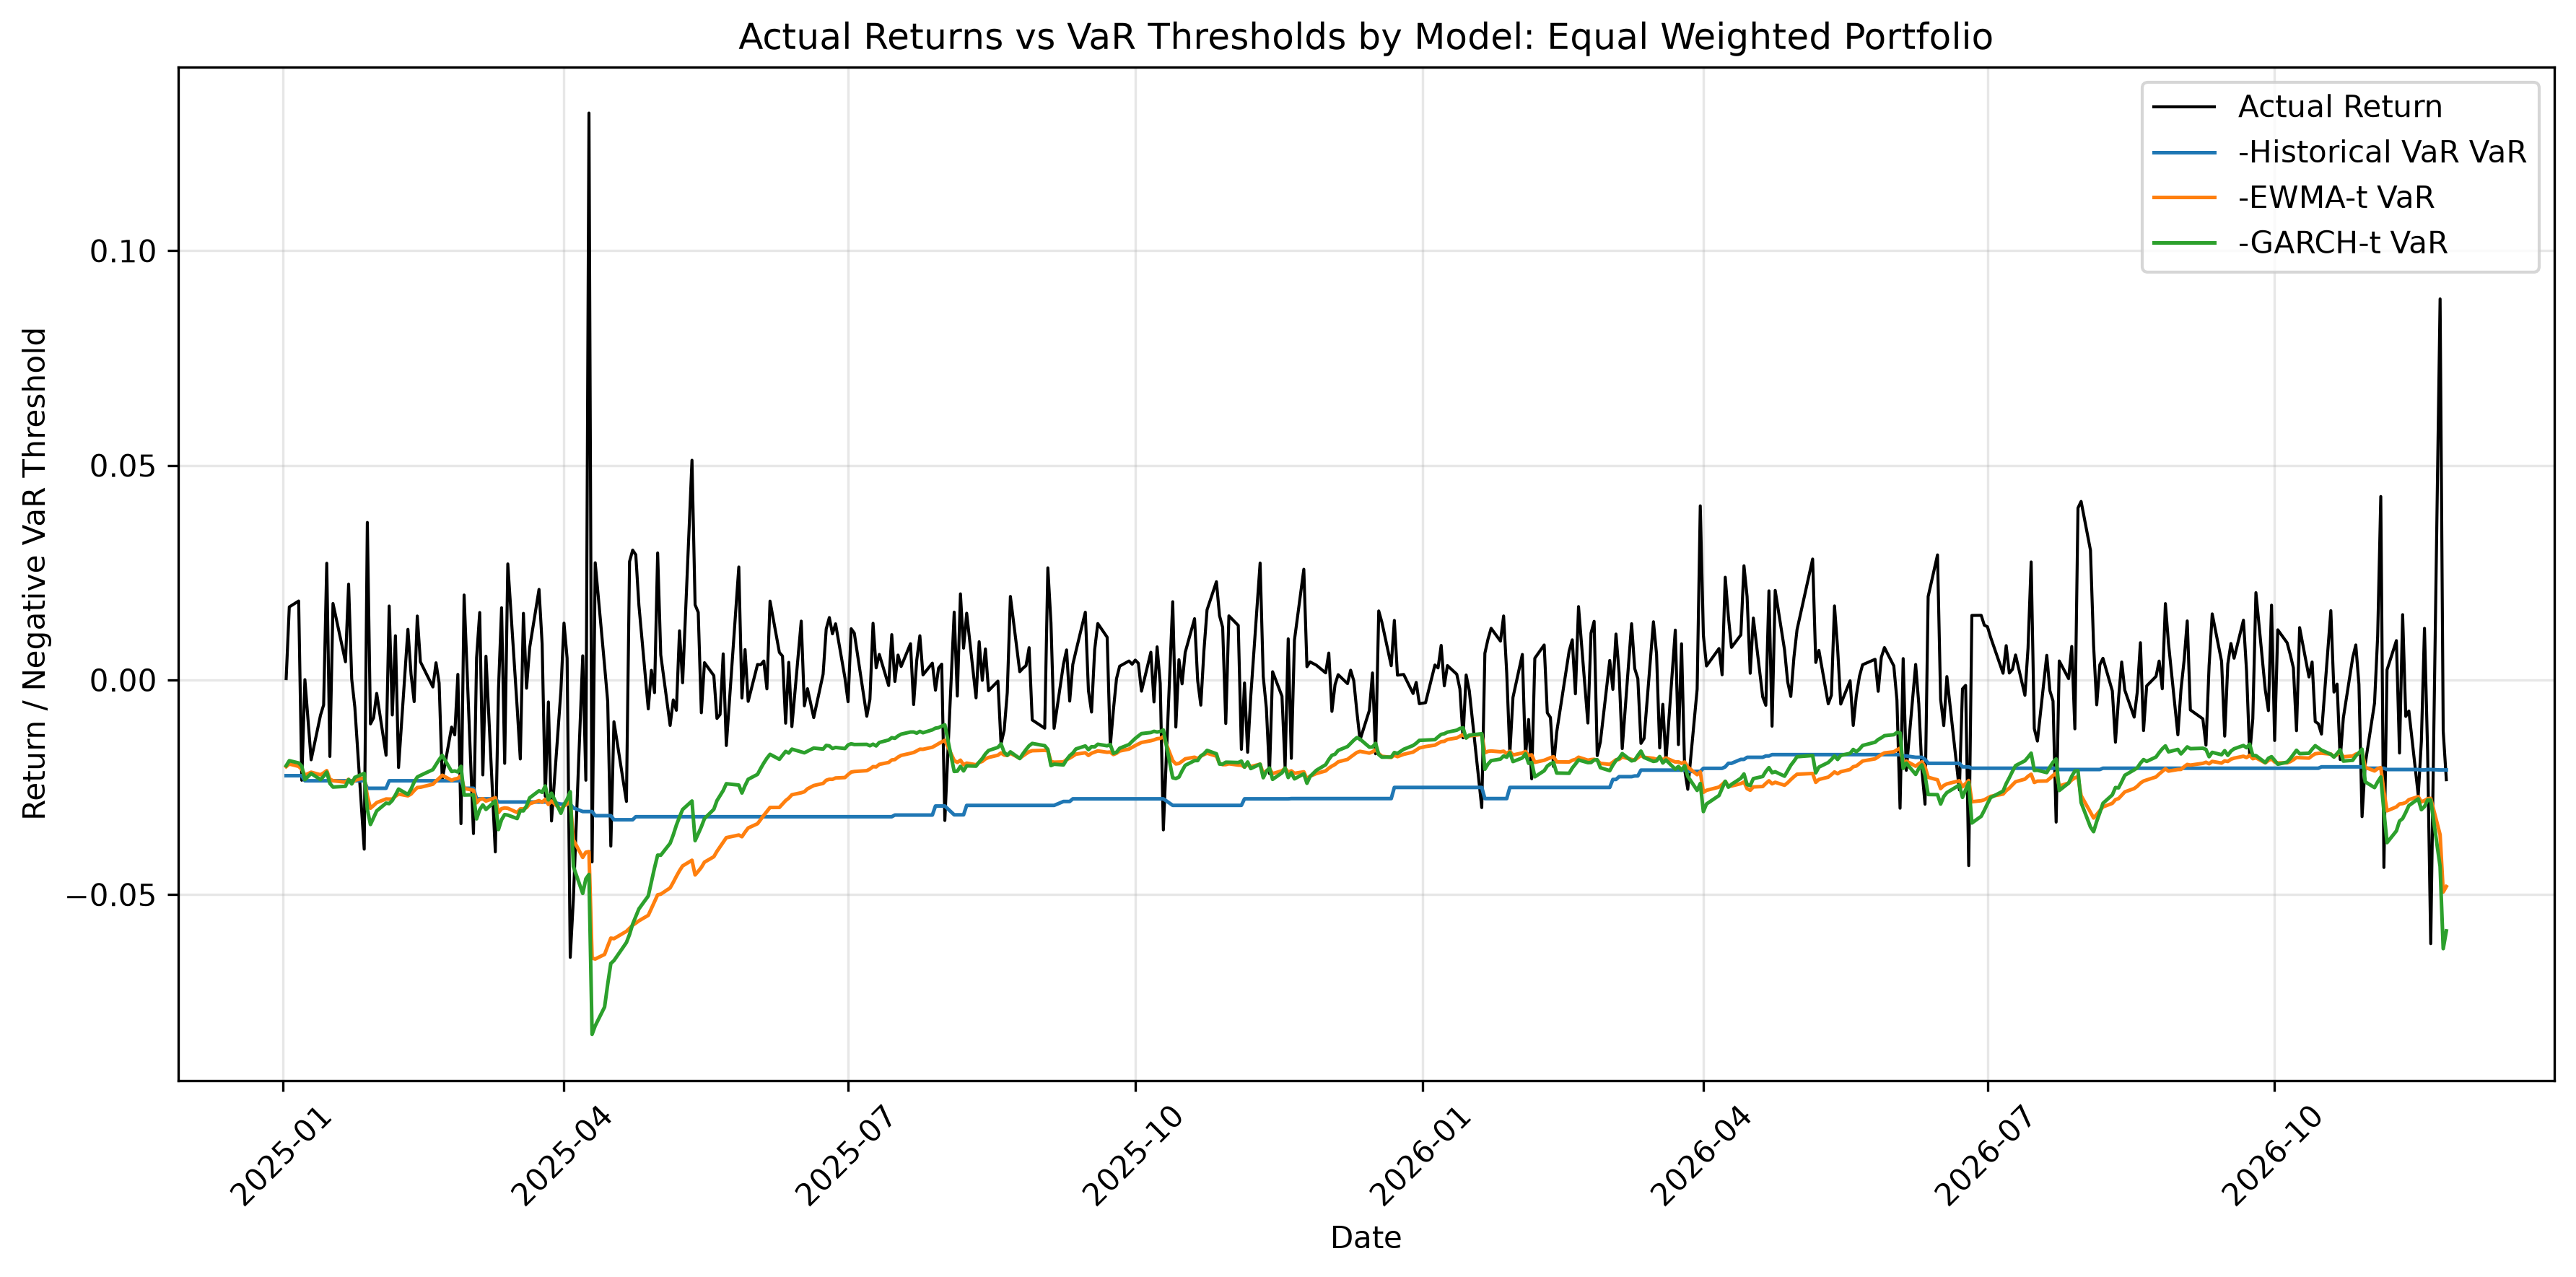 Actual Returns vs VaR Thresholds by Model: Equal Weighted Portfolio
Actual Return
-Historical VaR VaR
-EWMA-t VaR
-GARCH-t VaR
Return / Negative VaR Threshold
0.10
0.05
0.00
−0.05
2025-01
2025-04
2025-07
2025-10
2026-01
2026-04
2026-07
2026-10
Date